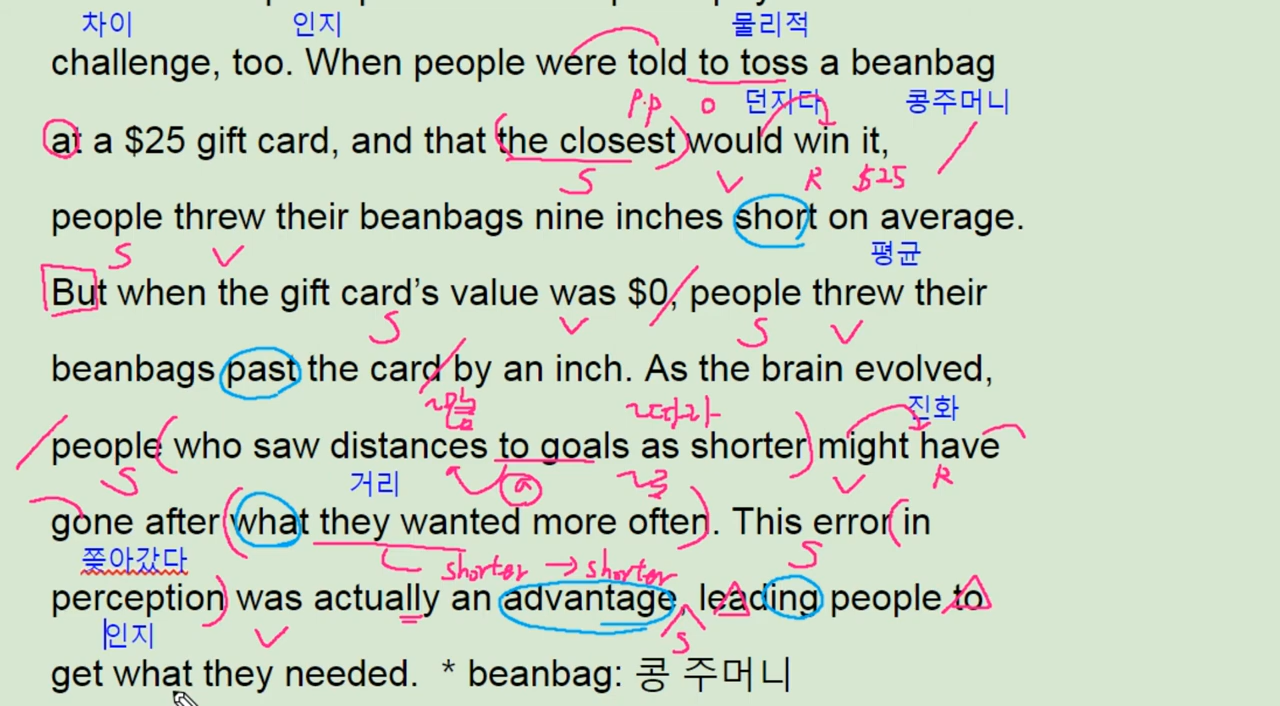 차이 인지 물리적
challenge, too. When people were told to toss a beanbag
p.p o 던지다 콩주머니
at a $25 gift card, and that the closest would win it,
S V R $25
people threw their beanbags nine inches short on average.
S V 평균
But when the gift card's value was $0, people threw their
S V S V
beanbags past the card by an inch. As the brain evolved,
~만큼 ~따라 진화
people who saw distances to goals as shorter might have
S 거리 a ~로 V R
gone after what they wanted more often. This error in
쫓아갔다 shorter → shorter S
perception was actually an advantage, leading people to
인지 V S
get what they needed. * beanbag: 콩 주머니